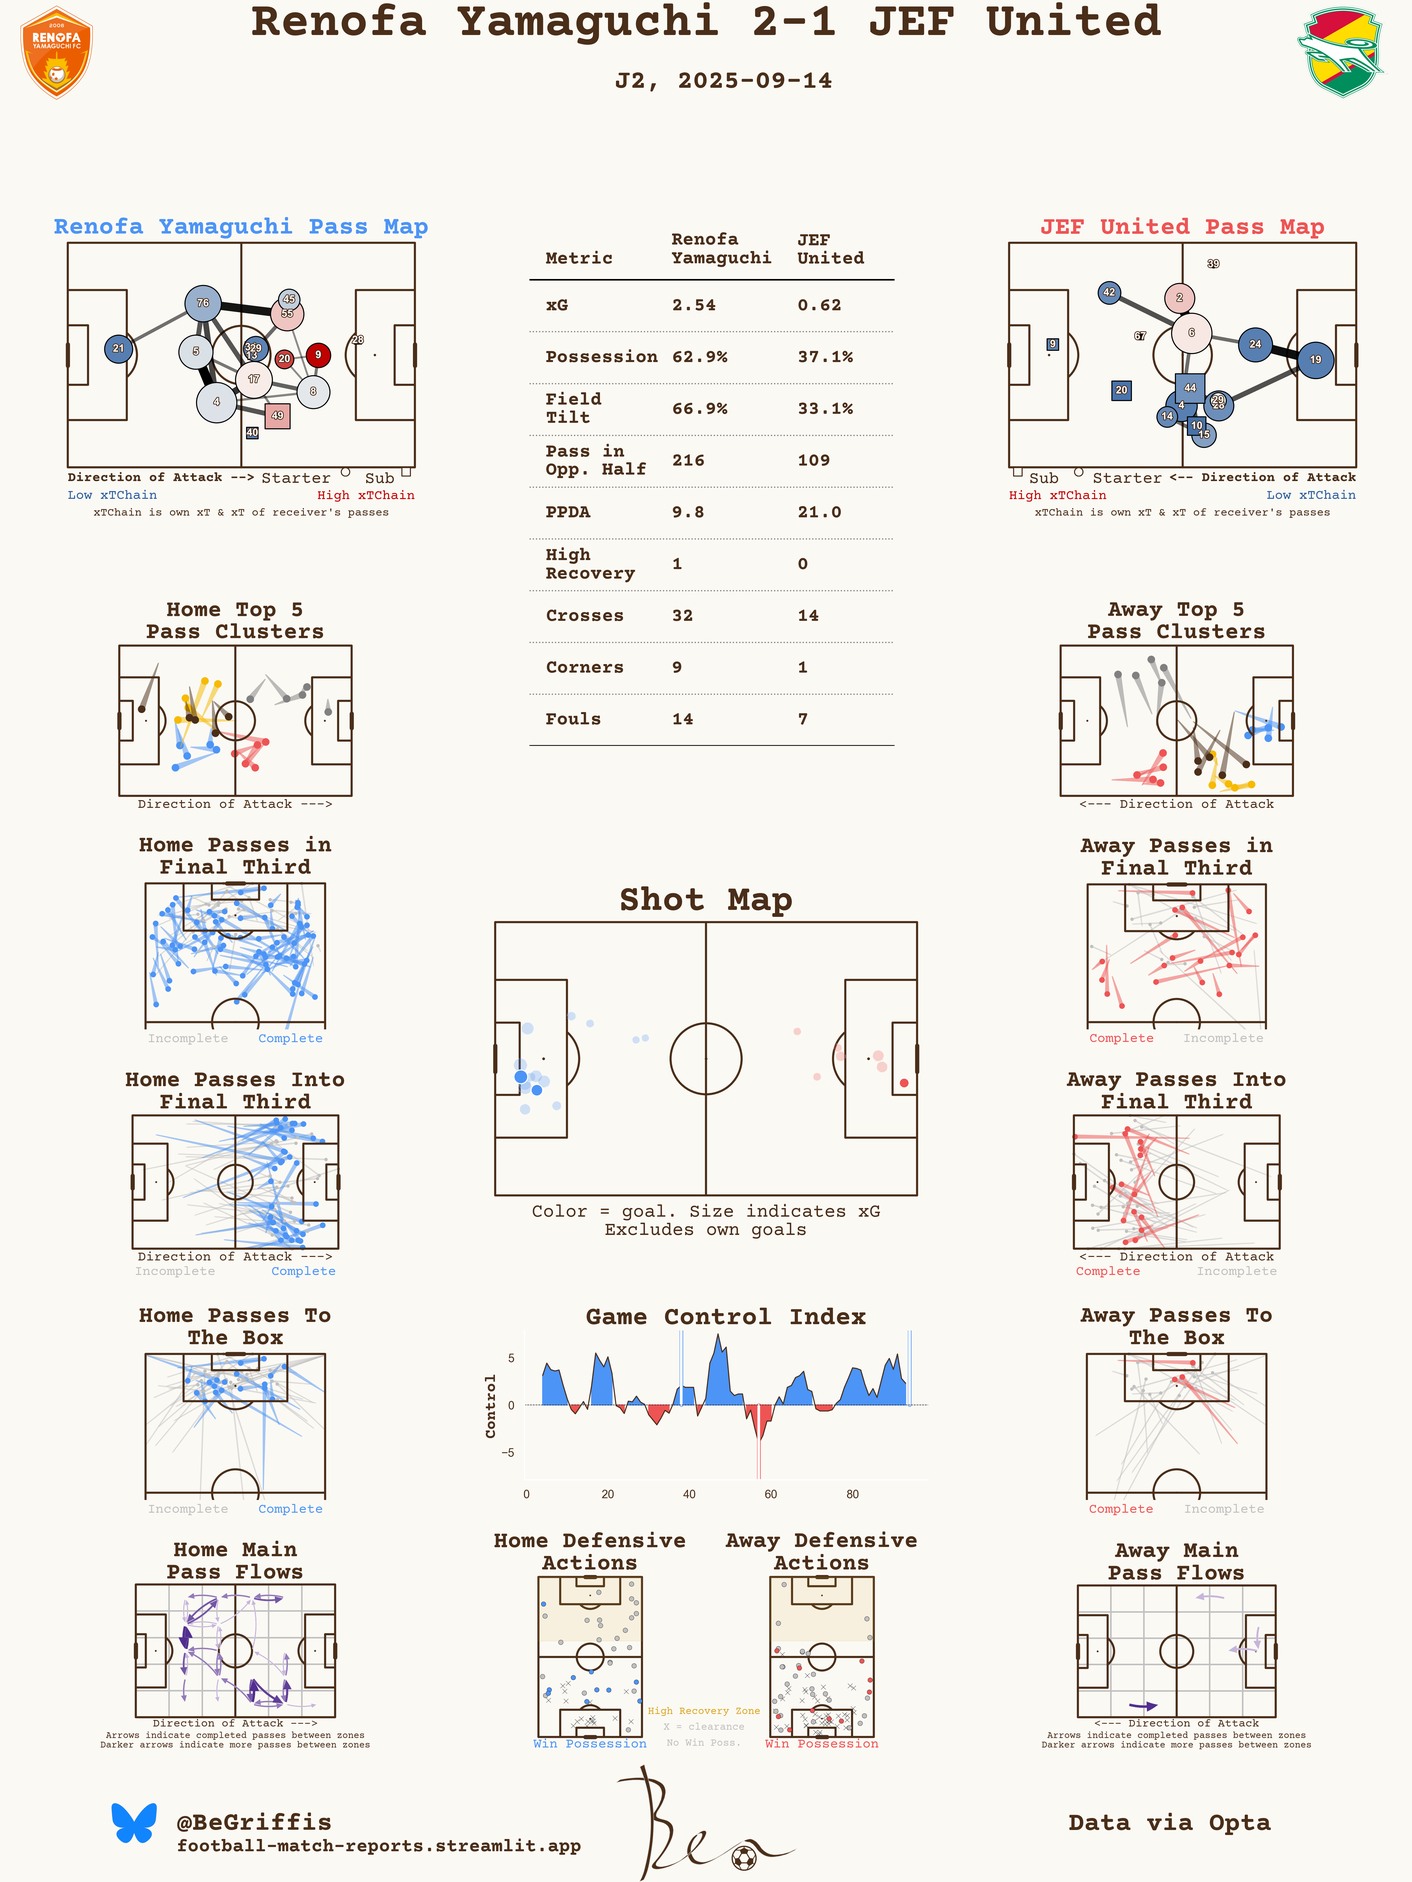 Renofa Yamaguchi 2-1 JEF United
J2, 2025-09-14
2006
RENOFA
YAMAGUCHI FC
Renofa Yamaguchi Pass Map
76
45
55
21
5
29
13
20
9
28
17
4
8
49
40
Direction of Attack --> Starter Sub
Low xTChain High xTChain
xTChain is own xT & xT of receiver's passes
Metric Renofa Yamaguchi JEF United
xG 2.54 0.62
Possession 62.9% 37.1%
Field Tilt 66.9% 33.1%
Pass in Opp. Half 216 109
PPDA 9.8 21.0
High Recovery 1 0
Crosses 32 14
Corners 9 1
Fouls 14 7
JEF United Pass Map
39
42
2
67
6
9
24
19
20
44
4
29
28
14
10
15
Sub Starter <-- Direction of Attack
High xTChain Low xTChain
xTChain is own xT & xT of receiver's passes
Home Top 5
Pass Clusters
Direction of Attack --->
Away Top 5
Pass Clusters
<--- Direction of Attack
Home Passes in
Final Third
Incomplete Complete
Away Passes in
Final Third
Complete Incomplete
Shot Map
Color = goal. Size indicates xG
Excludes own goals
Home Passes Into
Final Third
Direction of Attack --->
Incomplete Complete
Away Passes Into
Final Third
<--- Direction of Attack
Complete Incomplete
Home Passes To
The Box
Incomplete Complete
Game Control Index
Control
5
0
−5
0 20 40 60 80
Away Passes To
The Box
Complete Incomplete
Home Main
Pass Flows
Direction of Attack --->
Arrows indicate completed passes between zones
Darker arrows indicate more passes between zones
Home Defensive
Actions
Win Possession
High Recovery Zone
X = clearance
No Win Poss.
Away Defensive
Actions
Win Possession
Away Main
Pass Flows
<--- Direction of Attack
Arrows indicate completed passes between zones
Darker arrows indicate more passes between zones
@BeGriffis
football-match-reports.streamlit.app
Ben
Data via Opta